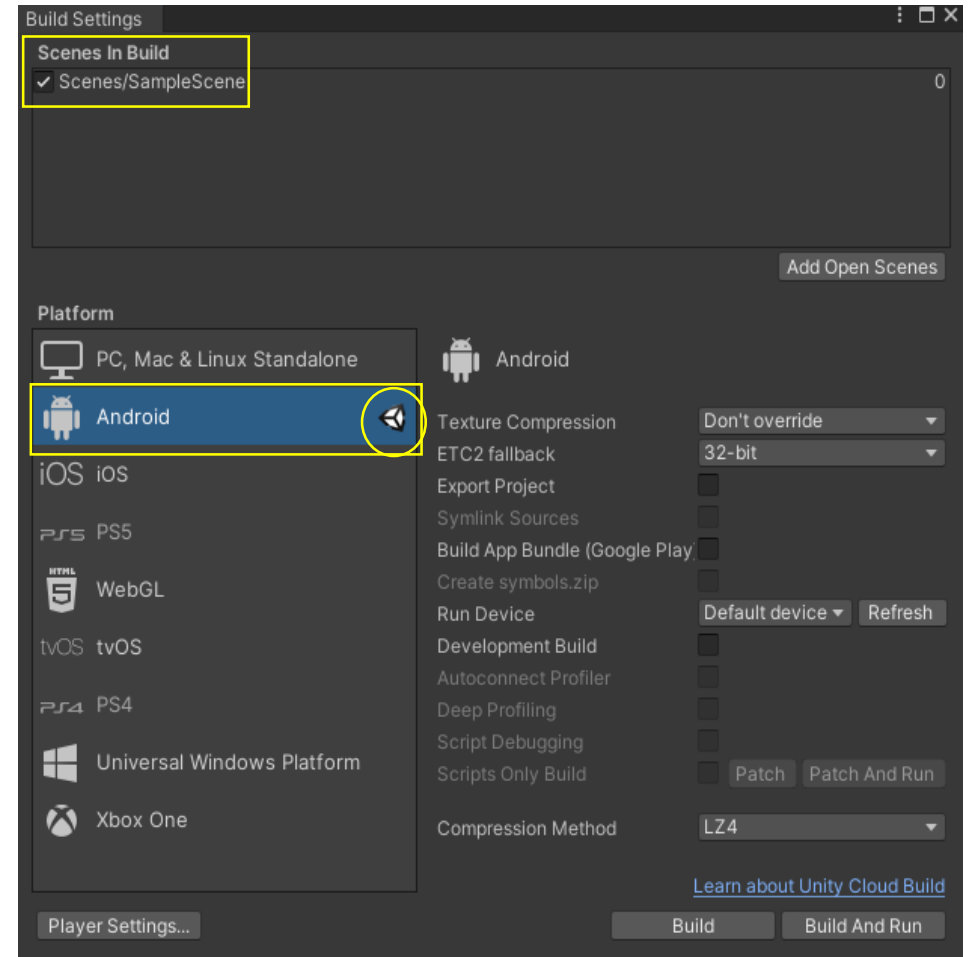 Build Settings
Scenes In Build
Scenes/SampleScene 0
Add Open Scenes
Platform
PC, Mac & Linux Standalone
Android
Android
Texture Compression Don't override
ETC2 fallback 32-bit
iOS iOS
Export Project
Symlink Sources
PS5 PS5
Build App Bundle (Google Play)
HTML
5 WebGL
Create symbols.zip
Run Device Default device Refresh
tvOS tvOS
Development Build
Autoconnect Profiler
PS4 PS4
Deep Profiling
Script Debugging
Universal Windows Platform
Scripts Only Build Patch Patch And Run
Xbox One
Compression Method LZ4
Learn about Unity Cloud Build
Player Settings... Build Build And Run